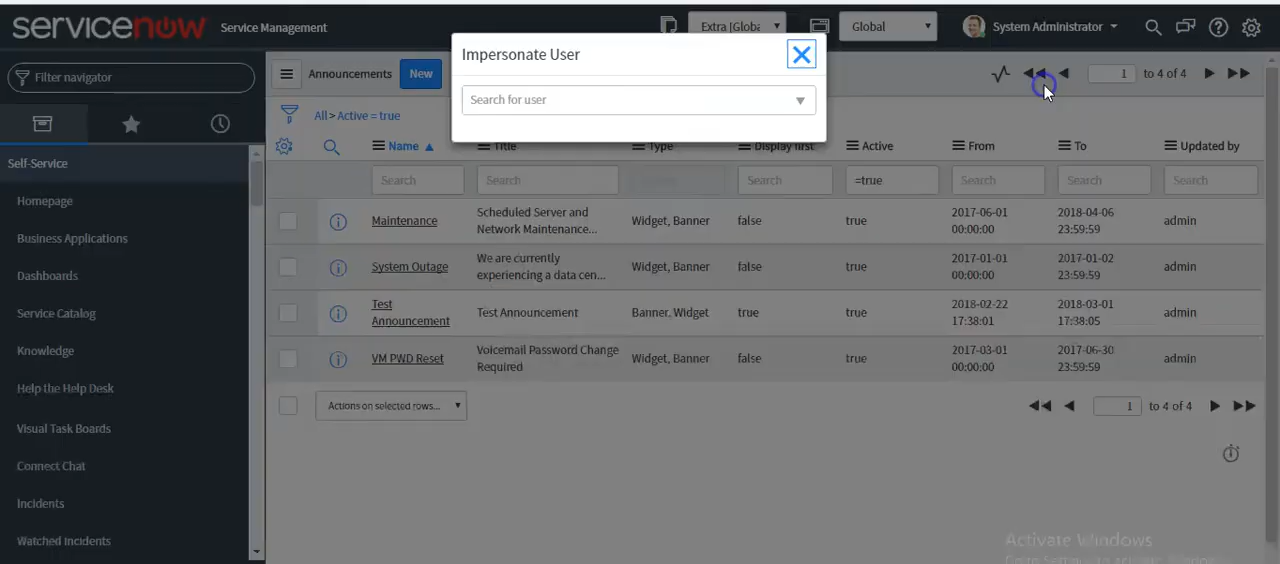 servicenow Service Management Extra [Globa Global System Administrator
Impersonate User
Search for user
Filter navigator
Announcements New 1 to 4 of 4
All > Active = true
Name Title Type Display first Active From To Updated by
Search Search Search =true Search Search Search
Maintenance Scheduled Server and Network Maintenance... Widget, Banner false true 2017-06-01 00:00:00 2018-04-06 23:59:59 admin
System Outage We are currently experiencing a data cen... Widget, Banner false true 2017-01-01 00:00:00 2017-01-02 23:59:59 admin
Test Announcement Test Announcement Banner, Widget true true 2018-02-22 17:38:01 2018-03-01 17:38:05 admin
VM PWD Reset Voicemail Password Change Required Widget, Banner false true 2017-03-01 00:00:00 2017-06-30 23:59:59 admin
Actions on selected rows... 1 to 4 of 4
Self-Service
Homepage
Business Applications
Dashboards
Service Catalog
Knowledge
Help the Help Desk
Visual Task Boards
Connect Chat
Incidents
Watched Incidents
Activate Windows